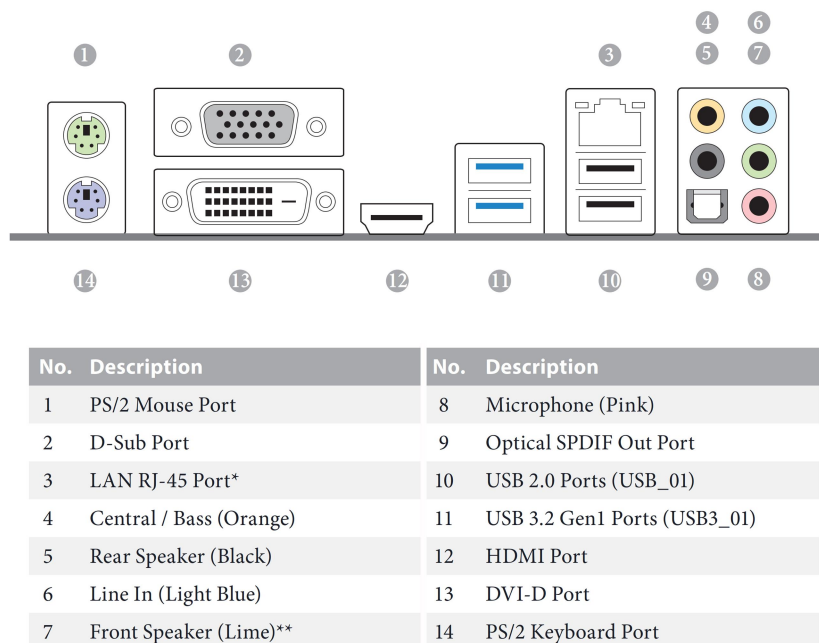 4 6
1 2 3 5 7
14 13 12 11 10 9 8
No. Description No. Description
1 PS/2 Mouse Port 8 Microphone (Pink)
2 D-Sub Port 9 Optical SPDIF Out Port
3 LAN RJ-45 Port* 10 USB 2.0 Ports (USB_01)
4 Central / Bass (Orange) 11 USB 3.2 Gen1 Ports (USB3_01)
5 Rear Speaker (Black) 12 HDMI Port
6 Line In (Light Blue) 13 DVI-D Port
7 Front Speaker (Lime)** 14 PS/2 Keyboard Port